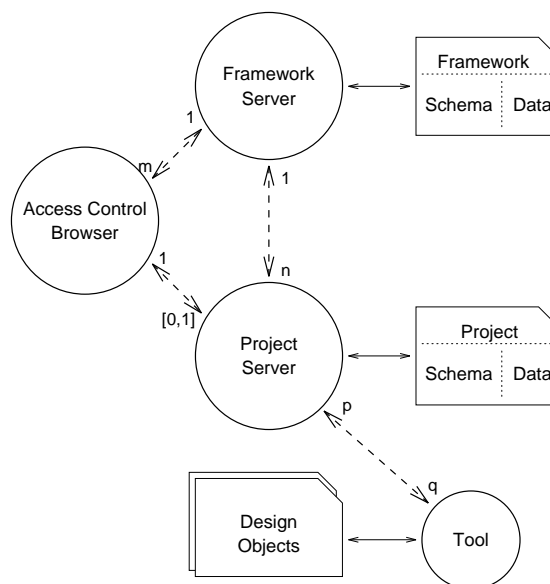 Framework
Server
Framework
Schema
Data
1
m
Access Control
Browser
1
1
n
[0,1]
Project
Server
Project
Schema
Data
p
q
Design
Objects
Tool